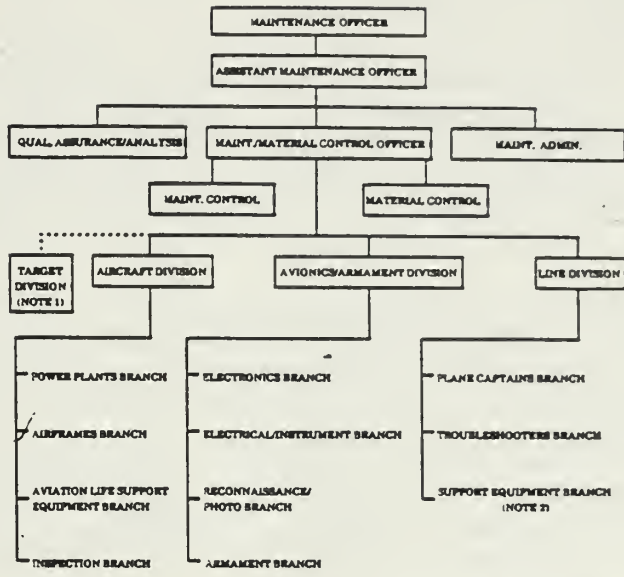 MAINTENANCE OFFICER
ASSISTANT MAINTENANCE OFFICER
QUAL. ASSURANCE/ANALYSIS
MAINT./MATERIAL CONTROL OFFICER
MAINT. ADMIN.
MAINT. CONTROL
MATERIAL CONTROL
TARGET
DIVISION
(NOTE 1)
AIRCRAFT DIVISION
AVIONICS/ARMAMENT DIVISION
LINE DIVISION
POWER PLANTS BRANCH
AIRFRAMES BRANCH
AVIATION LIFE SUPPORT
EQUIPMENT BRANCH
INSPECTION BRANCH
ELECTRONICS BRANCH
ELECTRICAL/INSTRUMENT BRANCH
RECONNAISSANCE/
PHOTO BRANCH
ARMAMENT BRANCH
PLANE CAPTAINS BRANCH
TROUBLESHOOTERS BRANCH
SUPPORT EQUIPMENT BRANCH
(NOTE 2)